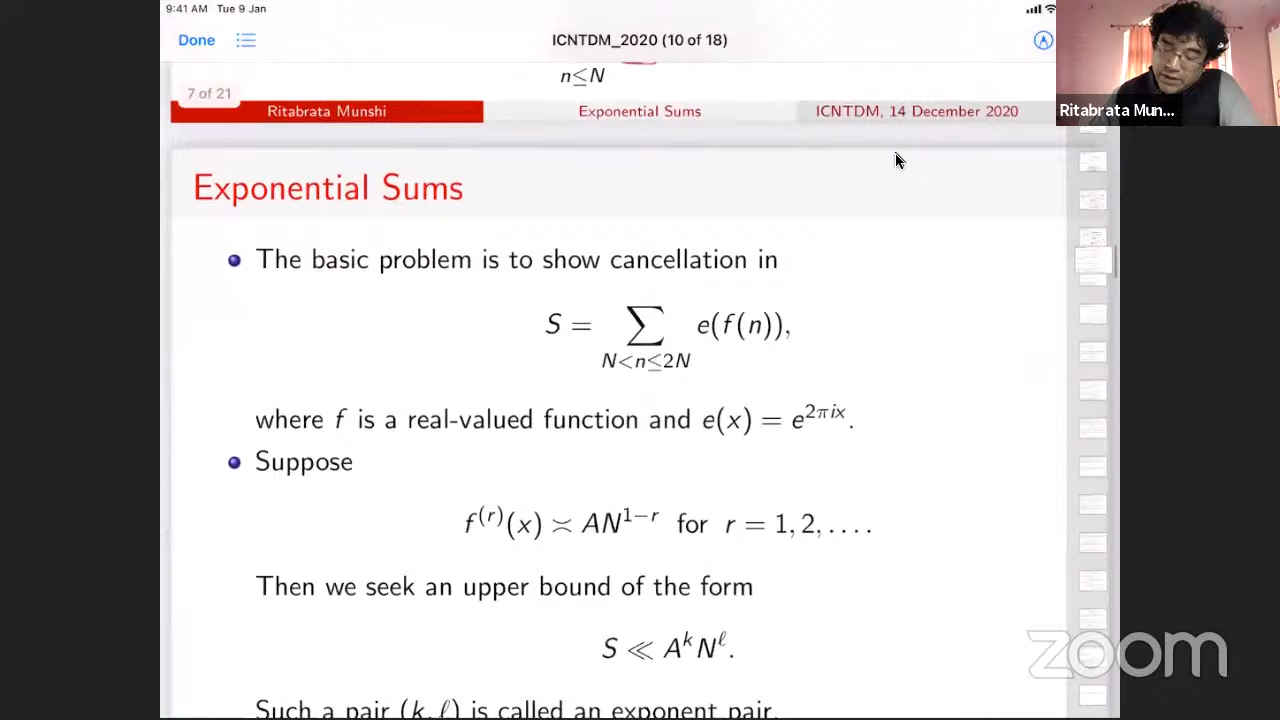 9:41 AM Tue 9 Jan
Done
ICNTDM_2020 (10 of 18)
n≤N
7 of 21
Ritabrata Munshi
Exponential Sums
ICNTDM, 14 December 2020
Ritabrata Mun...
Exponential Sums
The basic problem is to show cancellation in
S = ∑ e(f(n)),
N<n≤2N
where f is a real-valued function and e(x) = e^{2πix}.
Suppose
f^{(r)}(x) ≍ AN^{1−r} for r = 1, 2, . . . .
Then we seek an upper bound of the form
S ≪ A^k N^ℓ.
Such a pair (k, ℓ) is called an exponent pair.
zoom